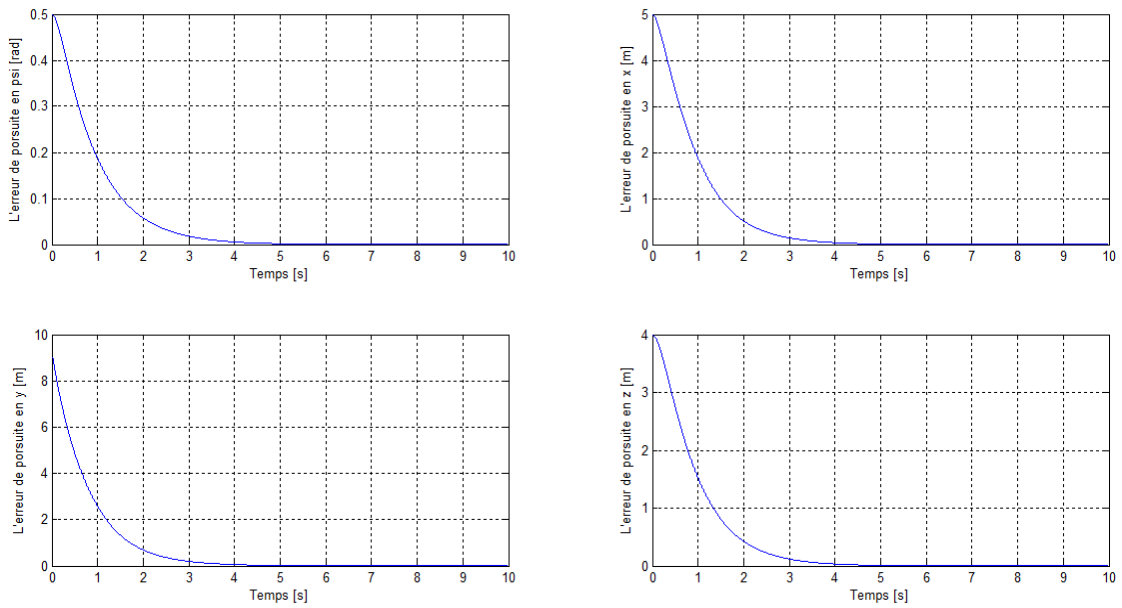 L'erreur de porsuite en psi [rad]
0.5
0.4
0.3
0.2
0.1
0
0 1 2 3 4 5 6 7 8 9 10
Temps [s]
L'erreur de porsuite en x [m]
5
4
3
2
1
0
0 1 2 3 4 5 6 7 8 9 10
Temps [s]
L'erreur de porsuite en y [m]
10
8
6
4
2
0
0 1 2 3 4 5 6 7 8 9 10
Temps [s]
L'erreur de porsuite en z [m]
4
3
2
1
0
0 1 2 3 4 5 6 7 8 9 10
Temps [s]